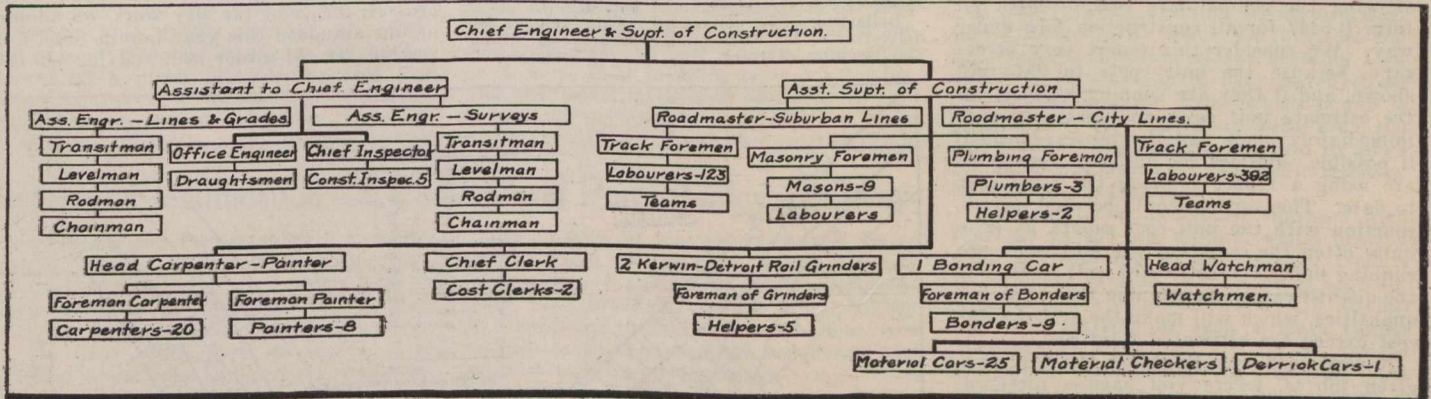 Chief Engineer & Supt. of Construction.
Assistant to Chief Engineer
Asst. Supt. of Construction
Ass. Engr. - Lines & Grades
Transitman
Levelman
Rodman
Chainman
Office Engineer
Draughtsmen
Chief Inspector
Const. Inspec. 5
Ass. Engr. - Surveys
Transitman
Levelman
Rodman
Chainman
Roadmaster-Suburban Lines
Track Foremen
Labourers-123
Teams
Masonry Foremen
Masons-9
Labourers
Roadmaster - City Lines.
Plumbing Foreman
Plumbers-3
Helpers-2
Track Foremen
Labourers-392
Teams
Head Carpenter-Painter
Foreman Carpenter
Carpenters-20
Foreman Painter
Painters-8
Chief Clerk
Cost Clerks-2
2 Kerwin-Detroit Rail Grinders
Foreman of Grinders
Helpers-5
1 Bonding Car
Foreman of Bonders
Bonders-9.
Head Watchman
Watchmen.
Material Cars-25
Material Checkers
Derrick Cars-1